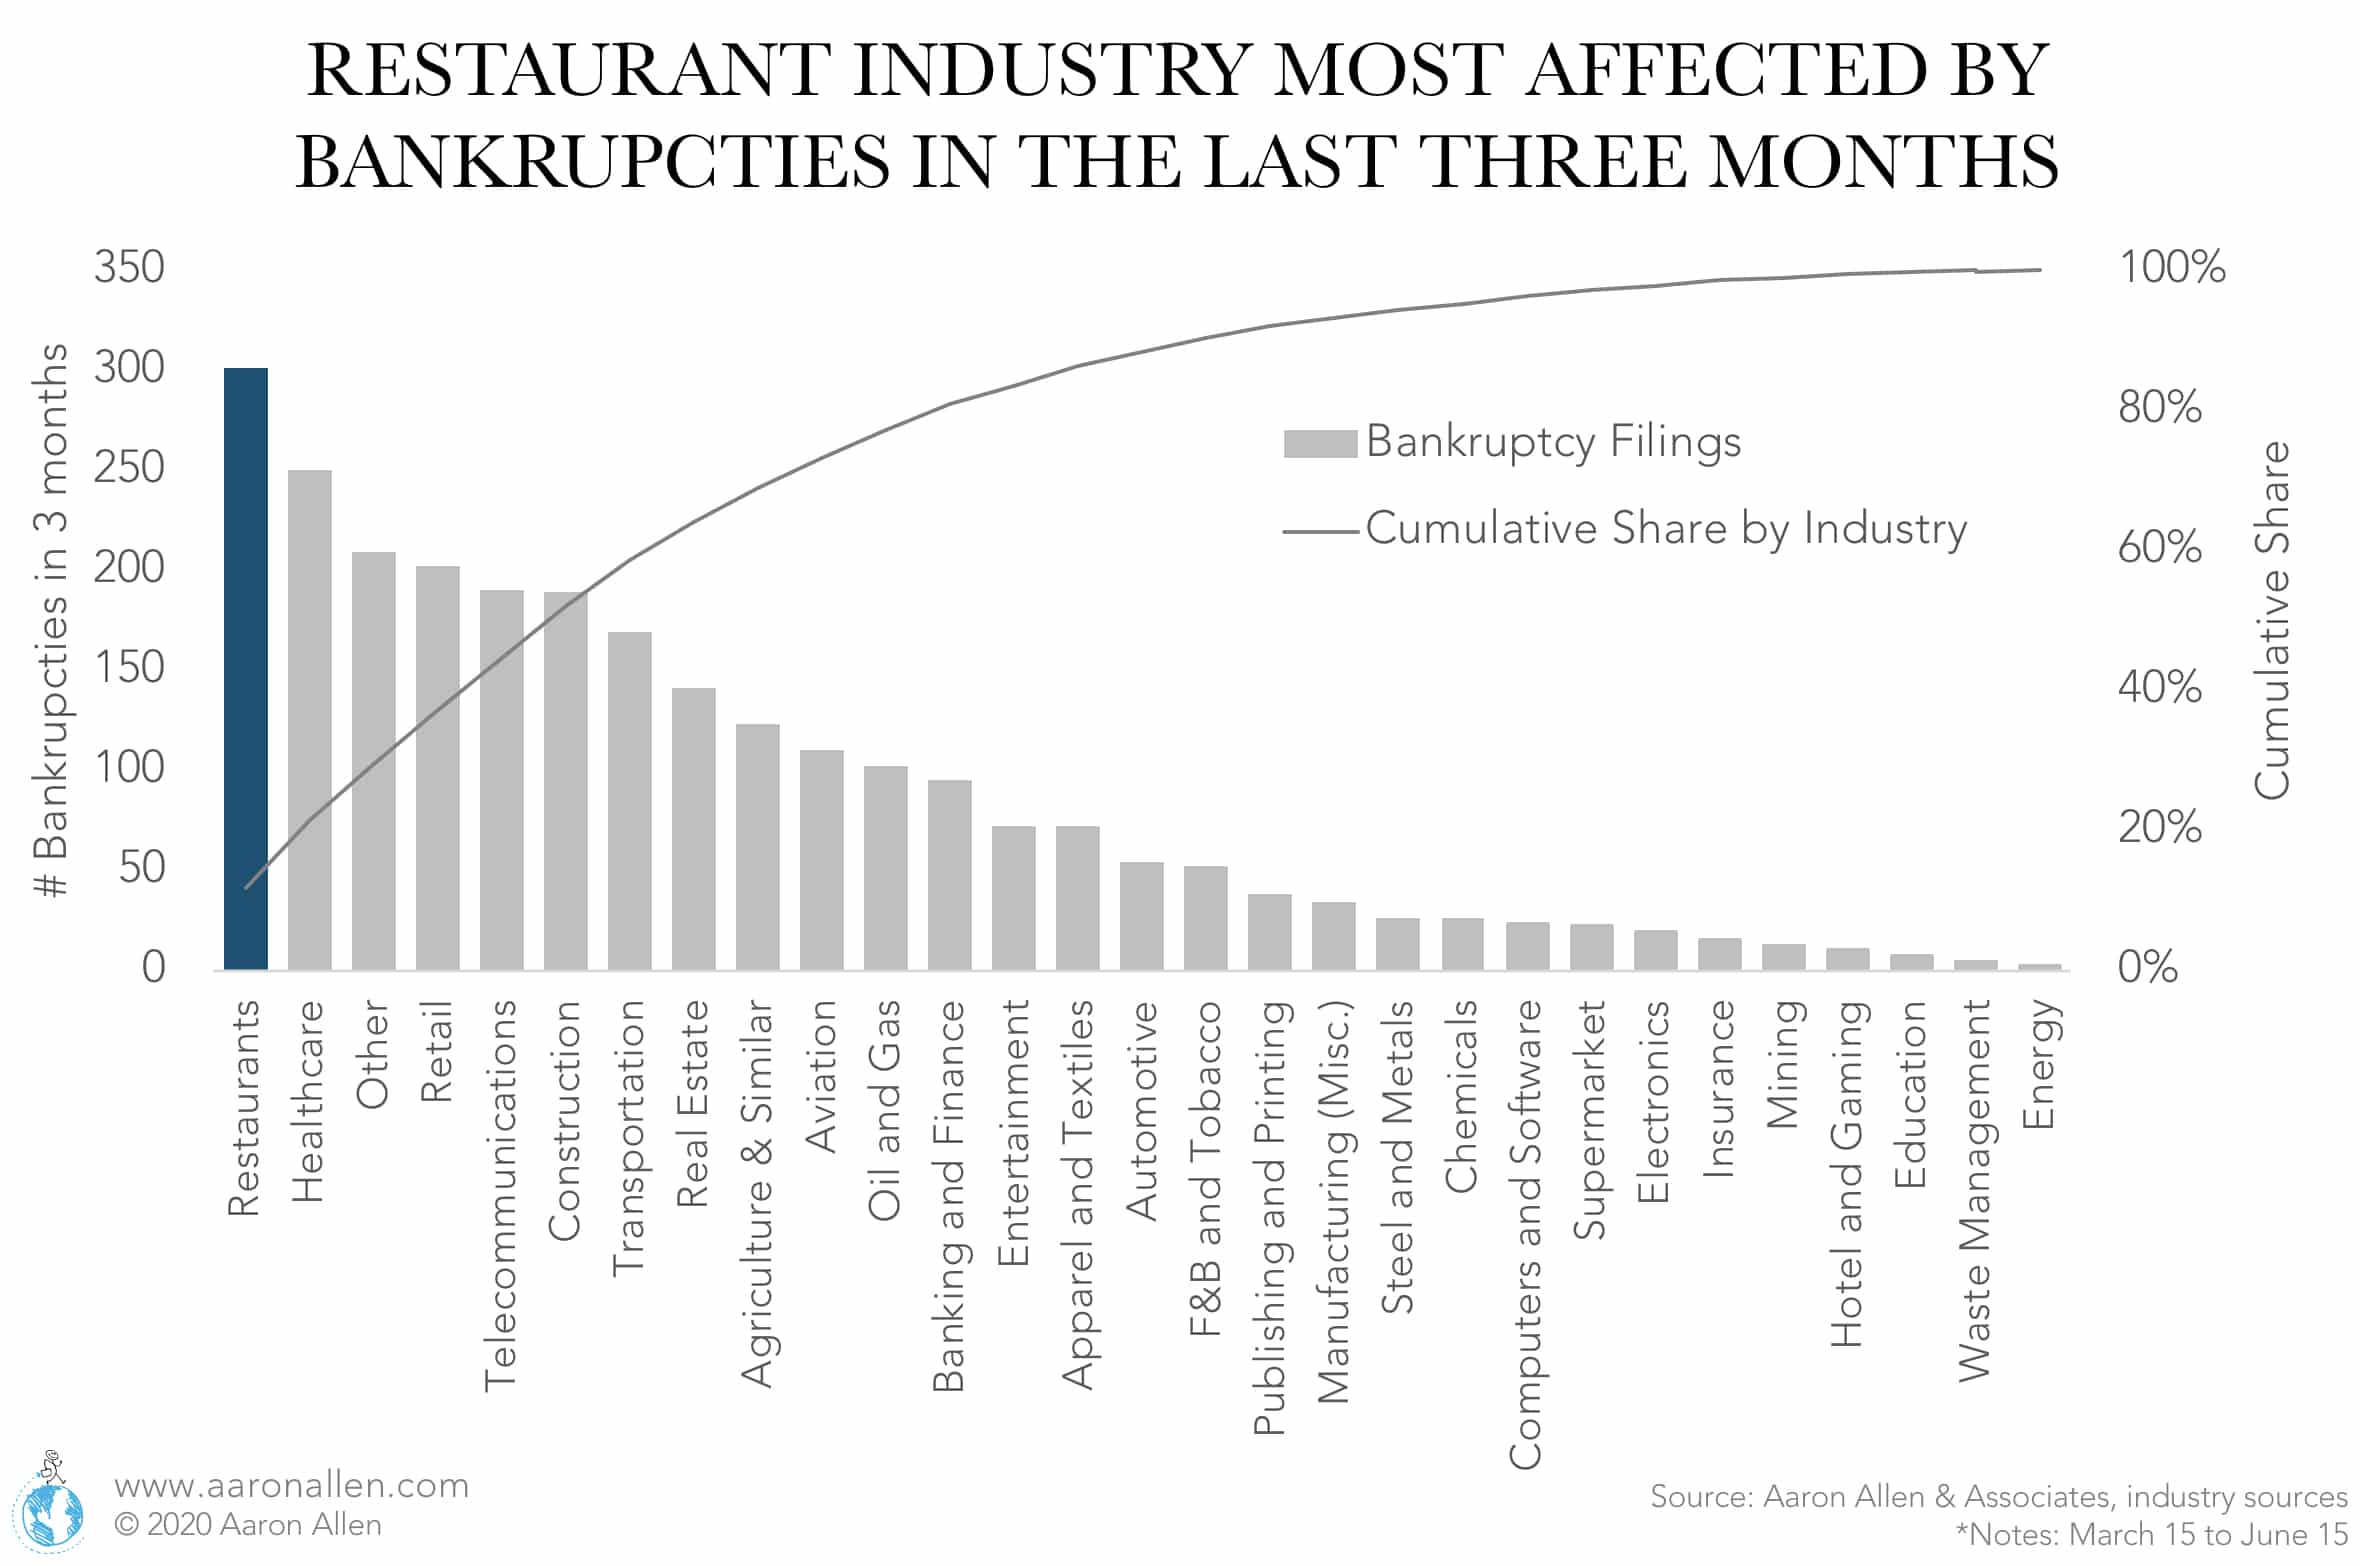 RESTAURANT INDUSTRY MOST AFFECTED BY
BANKRUPCTIES IN THE LAST THREE MONTHS
# Bankrupcties in 3 months
350
300
250
200
150
100
50
0
100%
80%
60%
40%
20%
0%
Cumulative Share
Bankruptcy Filings
Cumulative Share by Industry
Restaurants
Healthcare
Other
Retail
Telecommunications
Construction
Transportation
Real Estate
Agriculture & Similar
Aviation
Oil and Gas
Banking and Finance
Entertainment
Apparel and Textiles
Automotive
F&B and Tobacco
Publishing and Printing
Manufacturing (Misc.)
Steel and Metals
Chemicals
Computers and Software
Supermarket
Electronics
Insurance
Mining
Hotel and Gaming
Education
Waste Management
Energy
www.aaronallen.com
© 2020 Aaron Allen
Source: Aaron Allen & Associates, industry sources
*Notes: March 15 to June 15